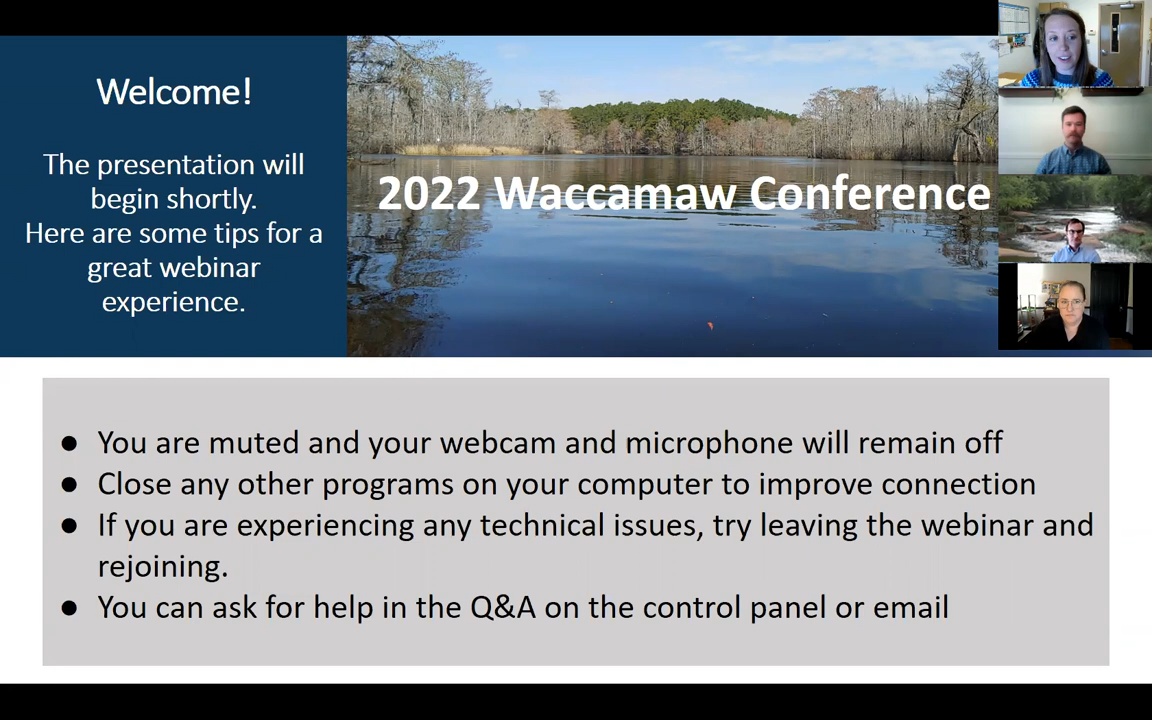 Welcome!
The presentation will
begin shortly.
Here are some tips for a
great webinar
experience.
2022 Waccamaw Conference
● You are muted and your webcam and microphone will remain off
● Close any other programs on your computer to improve connection
● If you are experiencing any technical issues, try leaving the webinar and
rejoining.
● You can ask for help in the Q&A on the control panel or email